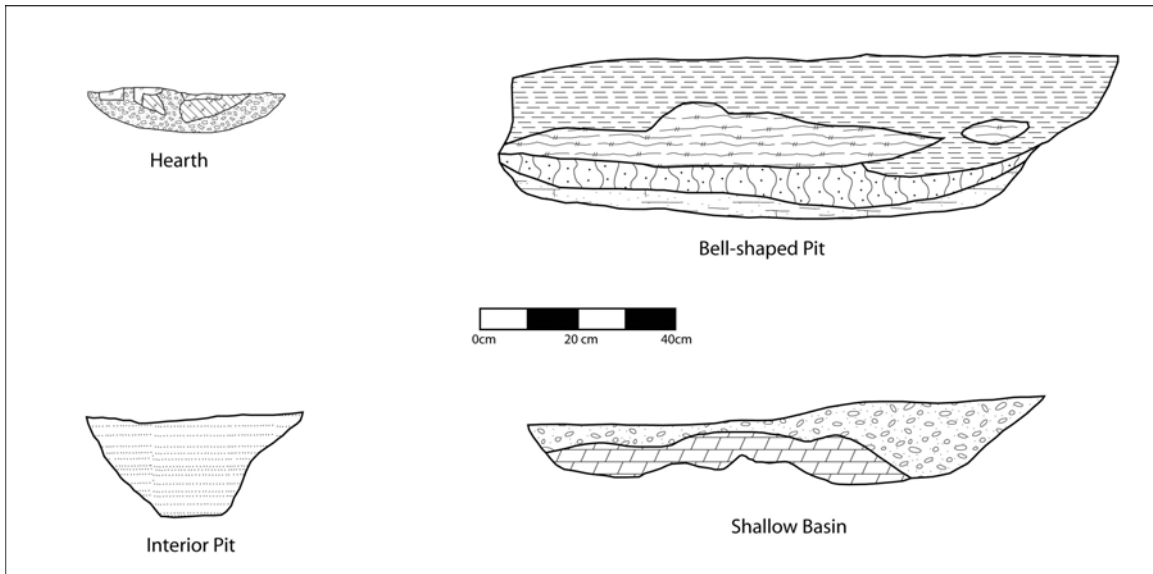 Hearth
Bell-shaped Pit
0cm 20 cm 40cm
Interior Pit
Shallow Basin